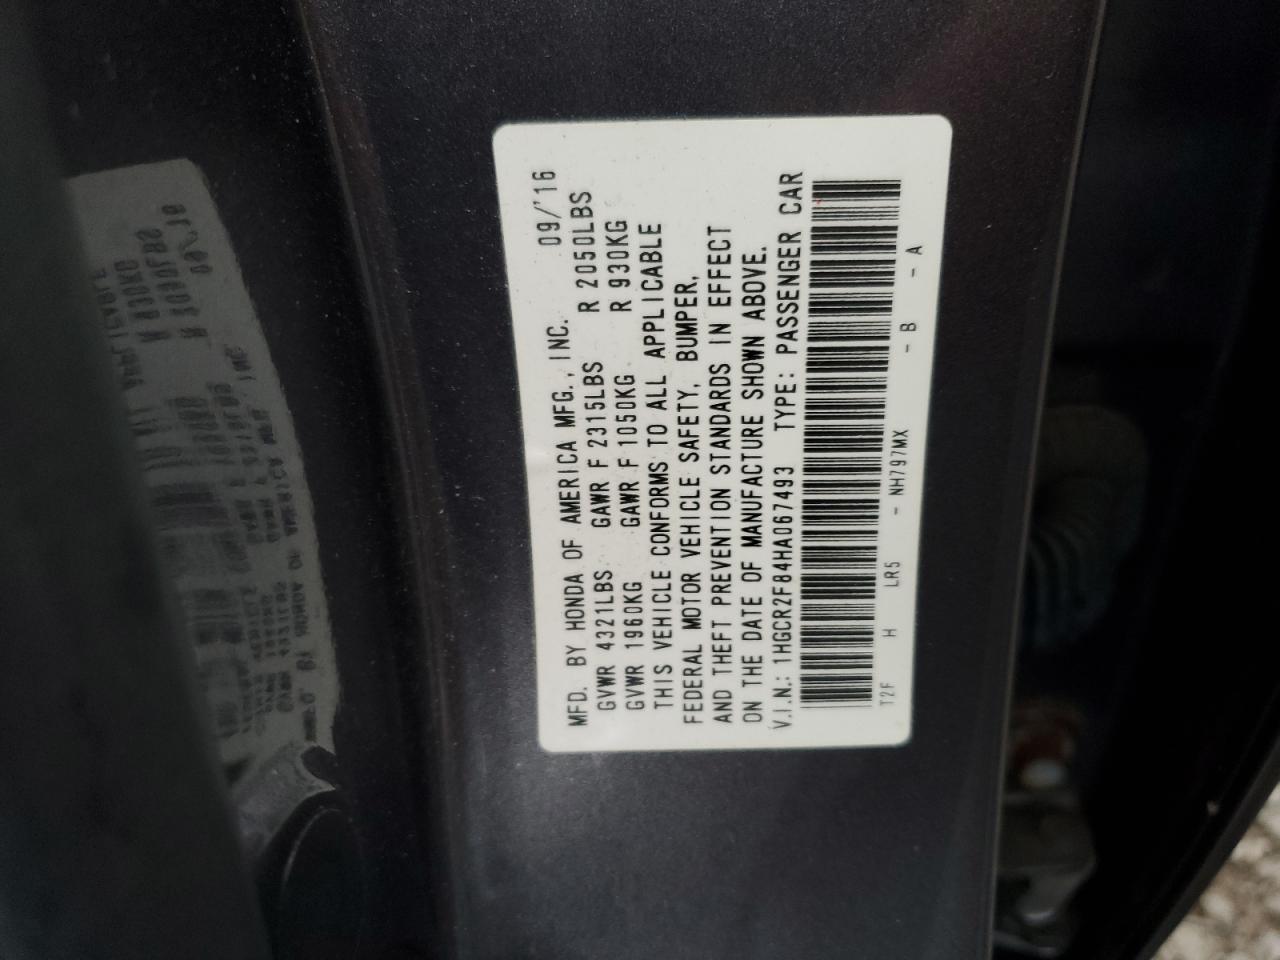 MFD. BY HONDA OF AMERICA MFG., INC. 09/'16
GVWR 4321LBS GAWR F 2315LBS R 2050LBS
GVWR 1960KG GAWR F 1050KG R 930KG
THIS VEHICLE CONFORMS TO ALL APPLICABLE
FEDERAL MOTOR VEHICLE SAFETY, BUMPER,
AND THEFT PREVENTION STANDARDS IN EFFECT
ON THE DATE OF MANUFACTURE SHOWN ABOVE.
V.I.N.: 1HGCR2F84HA067493 TYPE: PASSENGER CAR
T2F H LR5 - NH797MX - B - A